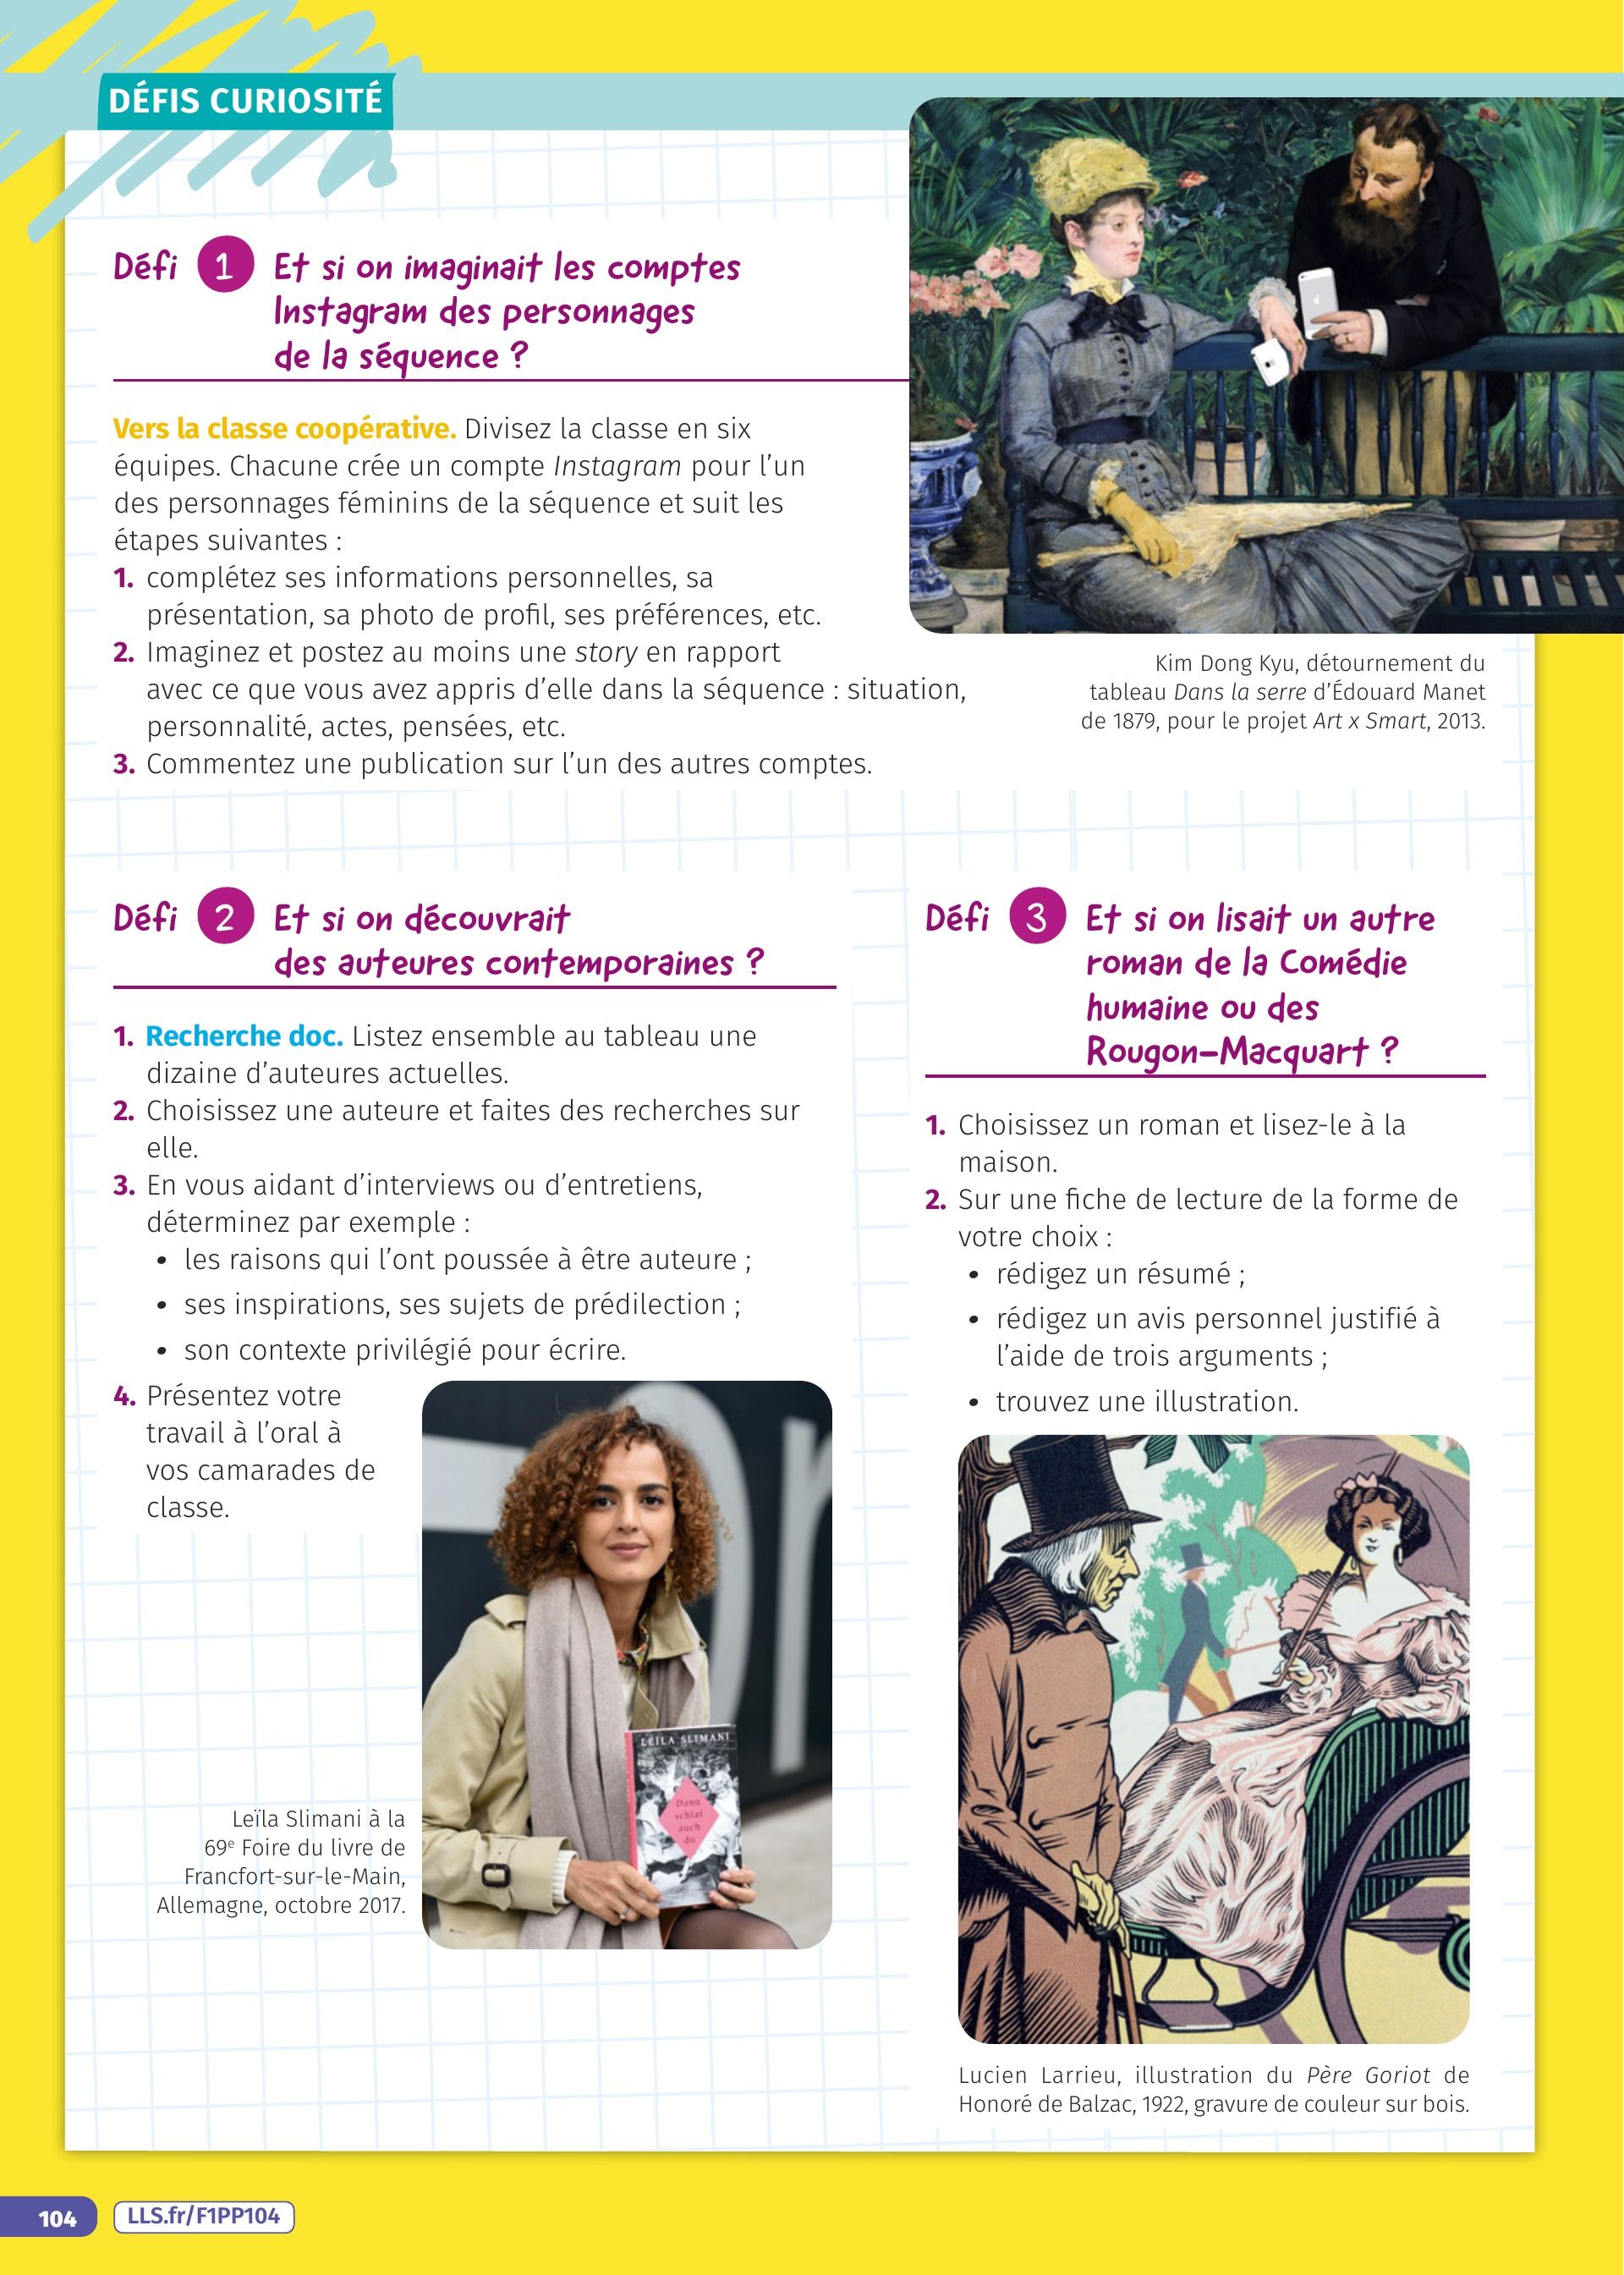 DÉFIS CURIOSITÉ
Défi 1 Et si on imaginait les comptes
Instagram des personnages
de la séquence ?
Vers la classe coopérative. Divisez la classe en six
équipes. Chacune crée un compte Instagram pour l’un
des personnages féminins de la séquence et suit les
étapes suivantes :
1. complétez ses informations personnelles, sa
présentation, sa photo de profil, ses préférences, etc.
2. Imaginez et postez au moins une story en rapport
avec ce que vous avez appris d’elle dans la séquence : situation,
personnalité, actes, pensées, etc.
3. Commentez une publication sur l’un des autres comptes.
Kim Dong Kyu, détournement du
tableau Dans la serre d’Édouard Manet
de 1879, pour le projet Art x Smart, 2013.
Défi 2 Et si on découvrait
des auteures contemporaines ?
1. Recherche doc. Listez ensemble au tableau une
dizaine d’auteures actuelles.
2. Choisissez une auteure et faites des recherches sur
elle.
3. En vous aidant d’interviews ou d’entretiens,
déterminez par exemple :
• les raisons qui l’ont poussée à être auteure ;
• ses inspirations, ses sujets de prédilection ;
• son contexte privilégié pour écrire.
4. Présentez votre
travail à l’oral à
vos camarades de
classe.
LEÏLA SLIMANI
Dann
schlaf
auch
du
Leïla Slimani à la
69e Foire du livre de
Francfort-sur-le-Main,
Allemagne, octobre 2017.
Défi 3 Et si on lisait un autre
roman de la Comédie
humaine ou des
Rougon-Macquart ?
1. Choisissez un roman et lisez-le à la
maison.
2. Sur une fiche de lecture de la forme de
votre choix :
• rédigez un résumé ;
• rédigez un avis personnel justifié à
l’aide de trois arguments ;
• trouvez une illustration.
Lucien Larrieu, illustration du Père Goriot de
Honoré de Balzac, 1922, gravure de couleur sur bois.
104
LLS.fr/F1PP104